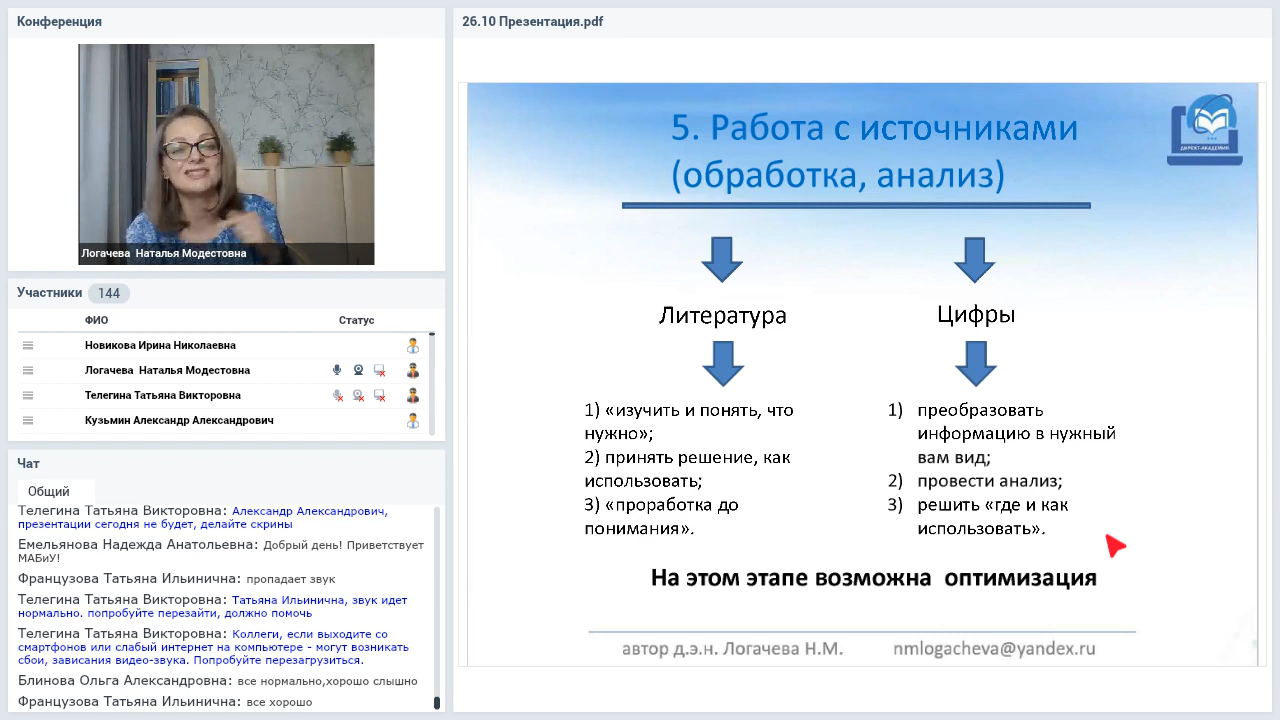 Конференция
Логачева Наталья Модестовна
Участники 144
ФИО Статус
Новикова Ирина Николаевна
Логачева Наталья Модестовна
Телегина Татьяна Викторовна
Кузьмин Александр Александрович
Чат
Общий
Телегина Татьяна Викторовна: Александр Александрович,
презентации сегодня не будет, делайте скрины
Емельянова Надежда Анатольевна: Добрый день! Приветствует
МАБиУ!
Французова Татьяна Ильинична: пропадает звук
Телегина Татьяна Викторовна: Татьяна Ильинична, звук идет
нормально. попробуйте перезайти, должно помочь
Телегина Татьяна Викторовна: Коллеги, если выходите со
смартфонов или слабый интернет на компьютере - могут возникать
сбои, зависания видео-звука. Попробуйте перезагрузиться.
Блинова Ольга Александровна: все нормально,хорошо слышно
Французова Татьяна Ильинична: все хорошо
26.10 Презентация.pdf
ДИРЕКТ-АКАДЕМИЯ
5. Работа с источниками
(обработка, анализ)
Литература
1) «изучить и понять, что
нужно»;
2) принять решение, как
использовать;
3) «проработка до
понимания».
Цифры
1) преобразовать
информацию в нужный
вам вид;
2) провести анализ;
3) решить «где и как
использовать».
На этом этапе возможна оптимизация
автор д.э.н. Логачева Н.М. nmlogacheva@yandex.ru